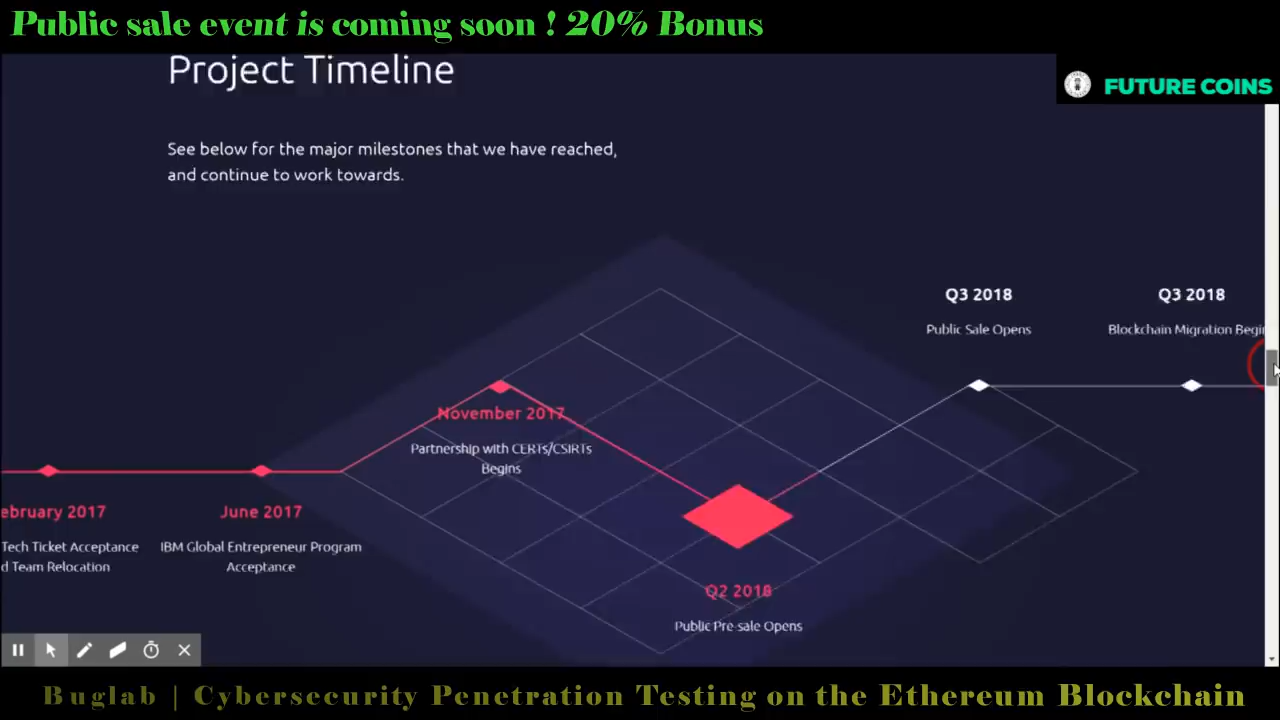 Public sale event is coming soon ! 20% Bonus
FUTURE COINS
Project Timeline
See below for the major milestones that we have reached,
and continue to work towards.
Q3 2018
Public Sale Opens
Q3 2018
Blockchain Migration Begin
November 2017
Partnership with CERTs/CSIRTs
Begins
ebruary 2017
Tech Ticket Acceptance
d Team Relocation
June 2017
IBM Global Entrepreneur Program
Acceptance
Q2 2018
Public Pre-sale Opens
Buglab | Cybersecurity Penetration Testing on the Ethereum Blockchain